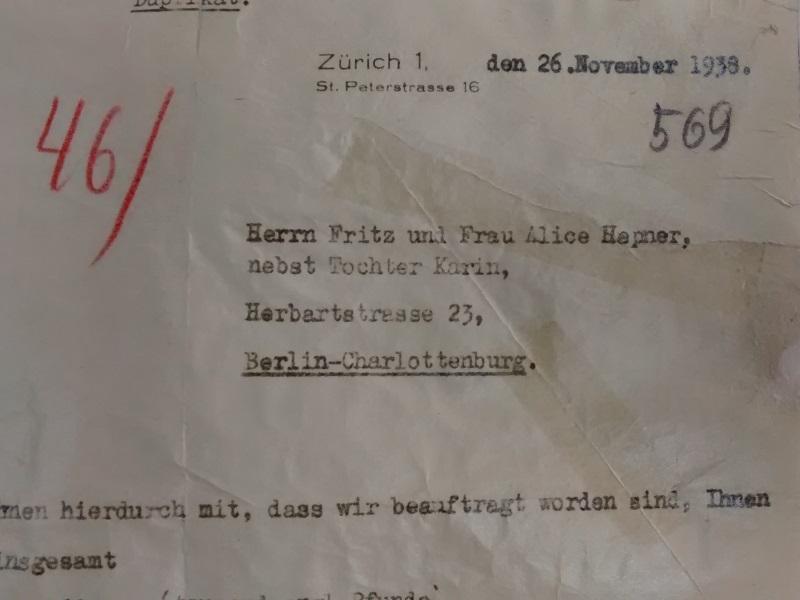 Duplikat.
Zürich 1, den 26.November 1938.
St. Peterstrasse 16
46/
569
Herrn Fritz und Frau Alice Hepner,
nebst Tochter Karin,
Herbartstrasse 23,
Berlin-Charlottenburg.
hierdurch mit, dass wir beauftragt worden sind, Ihnen
insgesamt